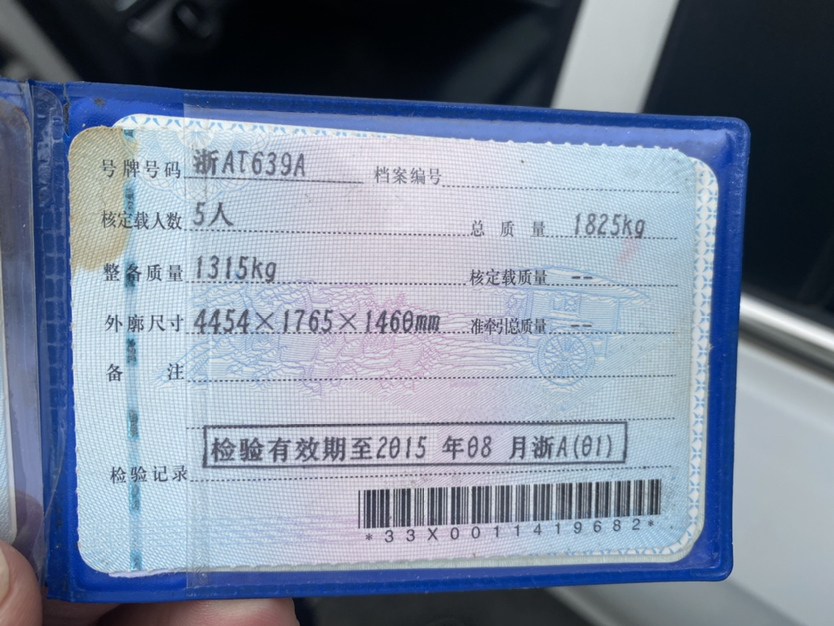 号牌号码 浙AT639A 档案编号
核定载人数 5人 总质量 1825kg
整备质量 1315kg 核定载质量 --
外廓尺寸 4454×1765×1460mm 准牵引总质量 --
备注
检验有效期至2015 年08 月浙A(01)
检验记录
*33X0011419682*